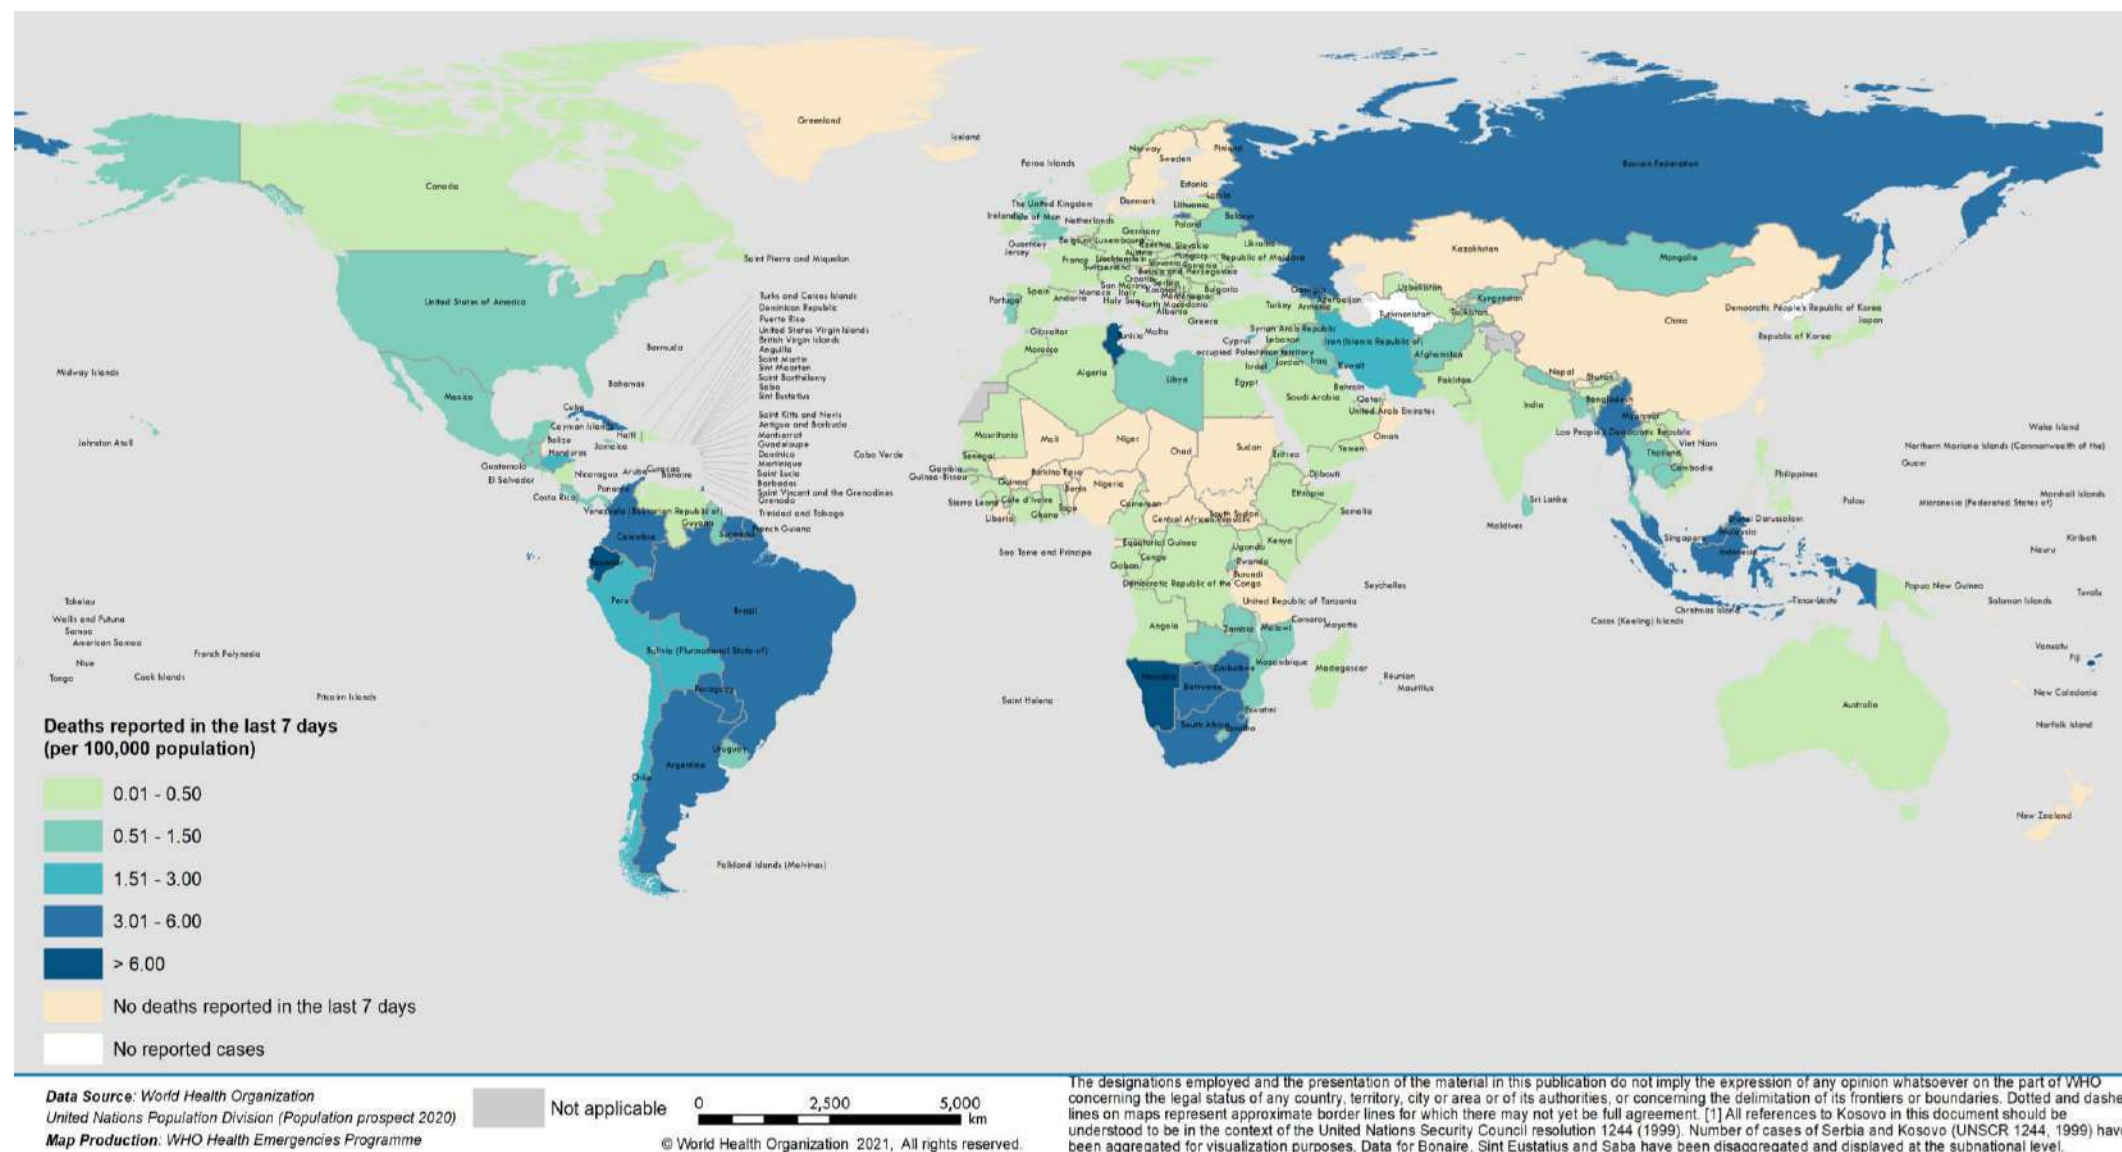 Greenland
Iceland
Faroe Islands
Norway
Sweden
Finland
Russian Federation
Canada
Estonia
Latvia
Denmark
Lithuania
The United Kingdom
Ireland
Isle of Man
Netherlands
Belarus
Poland
Germany
Belgium
Luxembourg
Czechia
Slovakia
Ukraine
Guernsey
Jersey
France
Liechtenstein
Switzerland
Austria
Hungary
Slovenia
Romania
Republic of Moldova
Bosnia and Herzegovina
Croatia
Serbia
San Marino
Kazakhstan
Mongolia
Saint Pierre and Miquelon
United States of America
Portugal
Spain
Andorra
Monaco
Italy
Holy See
Kosovo
Montenegro
Bulgaria
North Macedonia
Albania
Greece
Turkey
Armenia
Georgia
Azerbaijan
Uzbekistan
Kyrgyzstan
Turkmenistan
Tajikistan
China
Democratic People's Republic of Korea
Japan
Republic of Korea
Turks and Caicos Islands
Dominican Republic
Puerto Rico
United States Virgin Islands
British Virgin Islands
Anguilla
Saint Martin
Sint Maarten
Saint Barthélemy
Saba
Sint Eustatius
Saint Kitts and Nevis
Antigua and Barbuda
Montserrat
Guadeloupe
Dominica
Martinique
Saint Lucia
Barbados
Saint Vincent and the Grenadines
Grenada
Trinidad and Tobago
Bermuda
Midway Islands
Bahamas
Mexico
Cuba
Cayman Islands
Belize
Jamaica
Haiti
Honduras
Guatemala
El Salvador
Nicaragua
Aruba
Curaçao
Bonaire
Costa Rica
Panama
Venezuela (Bolivarian Republic of)
Guyana
Suriname
French Guiana
Colombia
Ecuador
Peru
Brazil
Bolivia (Plurinational State of)
Paraguay
Uruguay
Argentina
Chile
Falkland Islands (Malvinas)
Johnston Atoll
Tokelau
Wallis and Futuna
Samoa
American Samoa
Niue
Tonga
Cook Islands
French Polynesia
Pitcairn Islands
Gibraltar
Morocco
Tunisia
Malta
Cyprus
Syrian Arab Republic
Lebanon
occupied Palestinian territory
Israel
Jordan
Iraq
Iran (Islamic Republic of)
Kuwait
Afghanistan
Algeria
Libya
Egypt
Saudi Arabia
Bahrain
Qatar
United Arab Emirates
Oman
Yemen
Pakistan
Nepal
Bhutan
India
Bangladesh
Myanmar
Lao People's Democratic Republic
Viet Nam
Thailand
Cambodia
Philippines
Sri Lanka
Maldives
Mauritania
Mali
Niger
Chad
Sudan
Eritrea
Djibouti
Cabo Verde
Senegal
Gambia
Guinea-Bissau
Guinea
Burkina Faso
Benin
Nigeria
Sierra Leone
Côte d'Ivoire
Liberia
Ghana
Togo
Cameroon
Central African Republic
South Sudan
Ethiopia
Somalia
Sao Tome and Principe
Equatorial Guinea
Gabon
Congo
Uganda
Kenya
Rwanda
Burundi
Democratic Republic of the Congo
United Republic of Tanzania
Seychelles
Angola
Zambia
Malawi
Comoros
Mayotte
Mozambique
Madagascar
Zimbabwe
Namibia
Botswana
Réunion
Mauritius
Saint Helena
Eswatini
South Africa
Lesotho
Brunei Darussalam
Malaysia
Singapore
Indonesia
Christmas Island
Cocos (Keeling) Islands
Timor-Leste
Papua New Guinea
Palau
Wake Island
Northern Mariana Islands (Commonwealth of the)
Guam
Marshall Islands
Micronesia (Federated States of)
Kiribati
Nauru
Tuvalu
Solomon Islands
Vanuatu
Fiji
New Caledonia
Norfolk Island
Australia
New Zealand
Deaths reported in the last 7 days
(per 100,000 population)
0.01 - 0.50
0.51 - 1.50
1.51 - 3.00
3.01 - 6.00
> 6.00
No deaths reported in the last 7 days
No reported cases
Data Source: World Health Organization
United Nations Population Division (Population prospect 2020)
Map Production: WHO Health Emergencies Programme
Not applicable
0 2,500 5,000
km
© World Health Organization 2021, All rights reserved.
The designations employed and the presentation of the material in this publication do not imply the expression of any opinion whatsoever on the part of WHO
concerning the legal status of any country, territory, city or area or of its authorities, or concerning the delimitation of its frontiers or boundaries. Dotted and dashe
lines on maps represent approximate border lines for which there may not yet be full agreement. [1] All references to Kosovo in this document should be
understood to be in the context of the United Nations Security Council resolution 1244 (1999). Number of cases of Serbia and Kosovo (UNSCR 1244, 1999) hav
been aggregated for visualization purposes. Data for Bonaire, Sint Eustatius and Saba have been disaggregated and displayed at the subnational level.